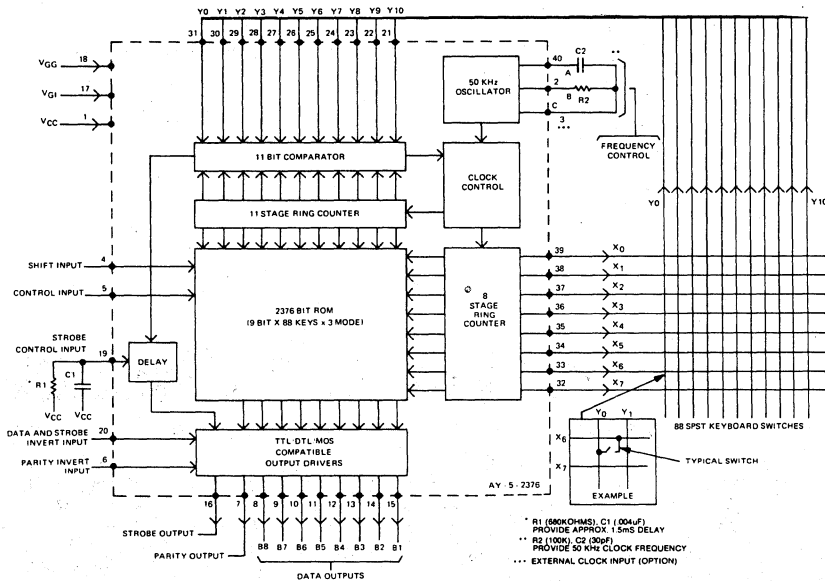 Y0 Y1 Y2 Y3 Y4 Y5 Y6 Y7 Y8 Y9 Y10
31 30 29 28 27 26 25 24 23 22 21
VGG 18
VGI 17
VCC 1
50 KHz
OSCILLATOR
40
2
C
3
...
A
B
C2
R2
**
FREQUENCY
CONTROL
11 BIT COMPARATOR
CLOCK
CONTROL
11 STAGE RING COUNTER
Y0
Y10
SHIFT INPUT 4
CONTROL INPUT 5
2376 BIT ROM
(9 BIT X 88 KEYS x 3 MODE)
8
STAGE
RING
COUNTER
39 X0
38 X1
37 X2
36 X3
35 X4
34 X5
33 X6
32 X7
STROBE
CONTROL INPUT 19
DELAY
* R1
C1
VCC VCC
DATA AND STROBE
INVERT INPUT 20
PARITY INVERT
INPUT 6
TTL·DTL·MOS
COMPATIBLE
OUTPUT DRIVERS
AY - 5 - 2376
16 7 8 9 10 11 12 13 14 15
STROBE OUTPUT
PARITY OUTPUT
B8 B7 B6 B5 B4 B3 B2 B1
DATA OUTPUTS
88 SPST KEYBOARD SWITCHES
Y0 Y1
X6
X7
EXAMPLE
TYPICAL SWITCH
* R1 (680KOHMS), C1 (.004uF)
PROVIDE APPROX. 1.5mS DELAY
** R2 (100K), C2 (30pF)
PROVIDE 50 KHz CLOCK FREQUENCY
... EXTERNAL CLOCK INPUT (OPTION)